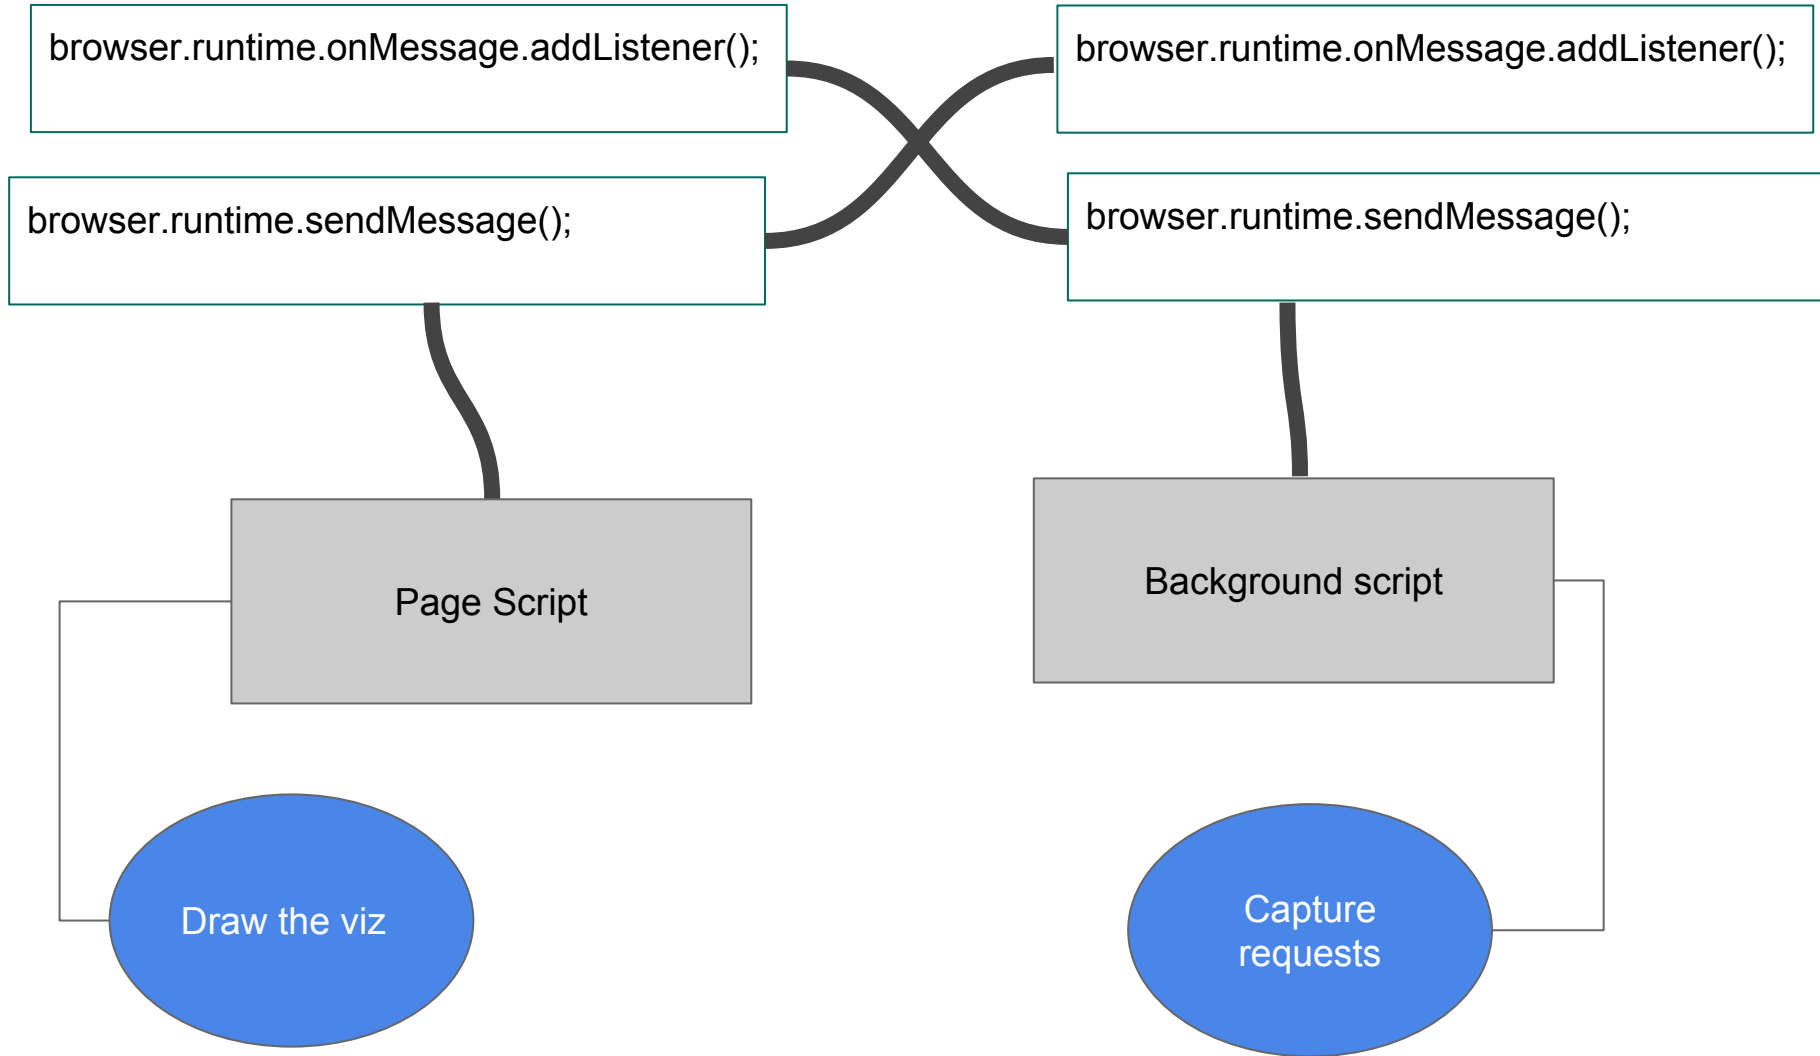 browser.runtime.onMessage.addListener();
browser.runtime.onMessage.addListener();
browser.runtime.sendMessage();
browser.runtime.sendMessage();
Page Script
Background script
Draw the viz
Capture
requests